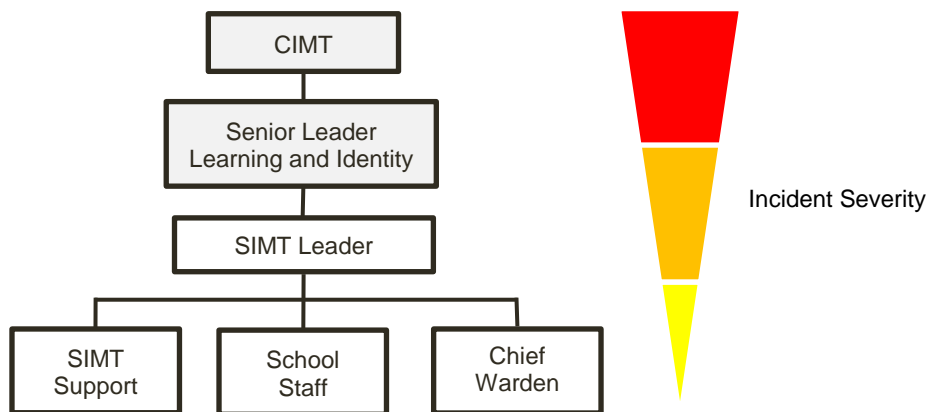 CIMT
Senior Leader
Learning and Identity
Incident Severity
SIMT Leader
SIMT
Support
School
Staff
Chief
Warden